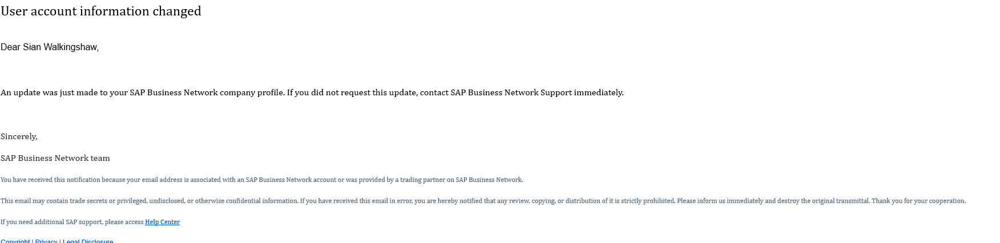 User account information changed
Dear Sian Walkingshaw,
An update was just made to your SAP Business Network company profile. If you did not request this update, contact SAP Business Network Support immediately.
Sincerely,
SAP Business Network team
You have received this notification because your email address is associated with an SAP Business Network account or was provided by a trading partner on SAP Business Network.
This email may contain trade secrets or privileged, undisclosed, or otherwise confidential information. If you have received this email in error, you are hereby notified that any review, copying, or distribution of it is strictly prohibited. Please inform us immediately and destroy the original transmittal. Thank you for your cooperation.
If you need additional SAP support, please access Help Center
Copyright | Privacy | Legal Disclosure